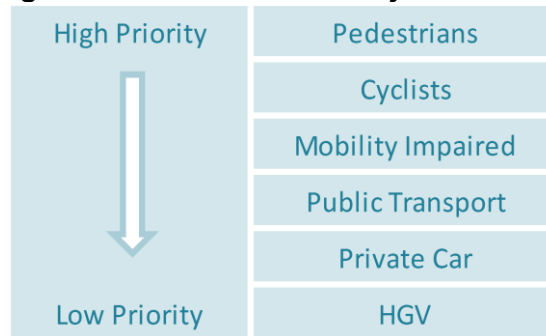 High Priority
Pedestrians
Cyclists
Mobility Impaired
Public Transport
Private Car
Low Priority
HGV